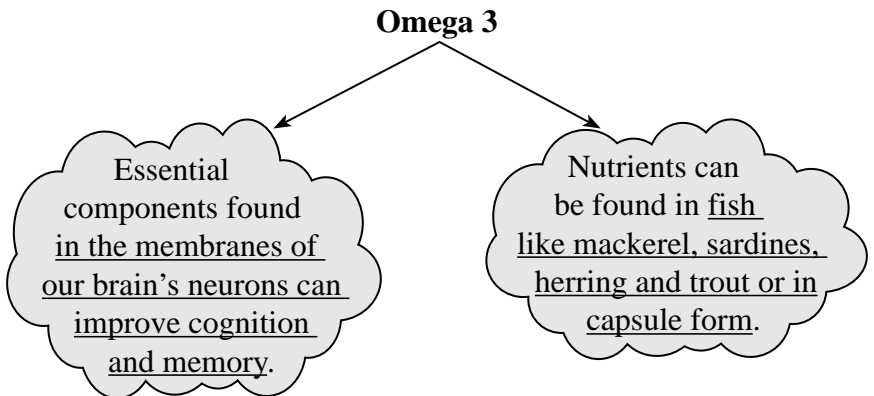 Omega 3
Essential
components found
in the membranes of
our brain’s neurons can
improve cognition
and memory.
Nutrients can
be found in fish
like mackerel, sardines,
herring and trout or in
capsule form.